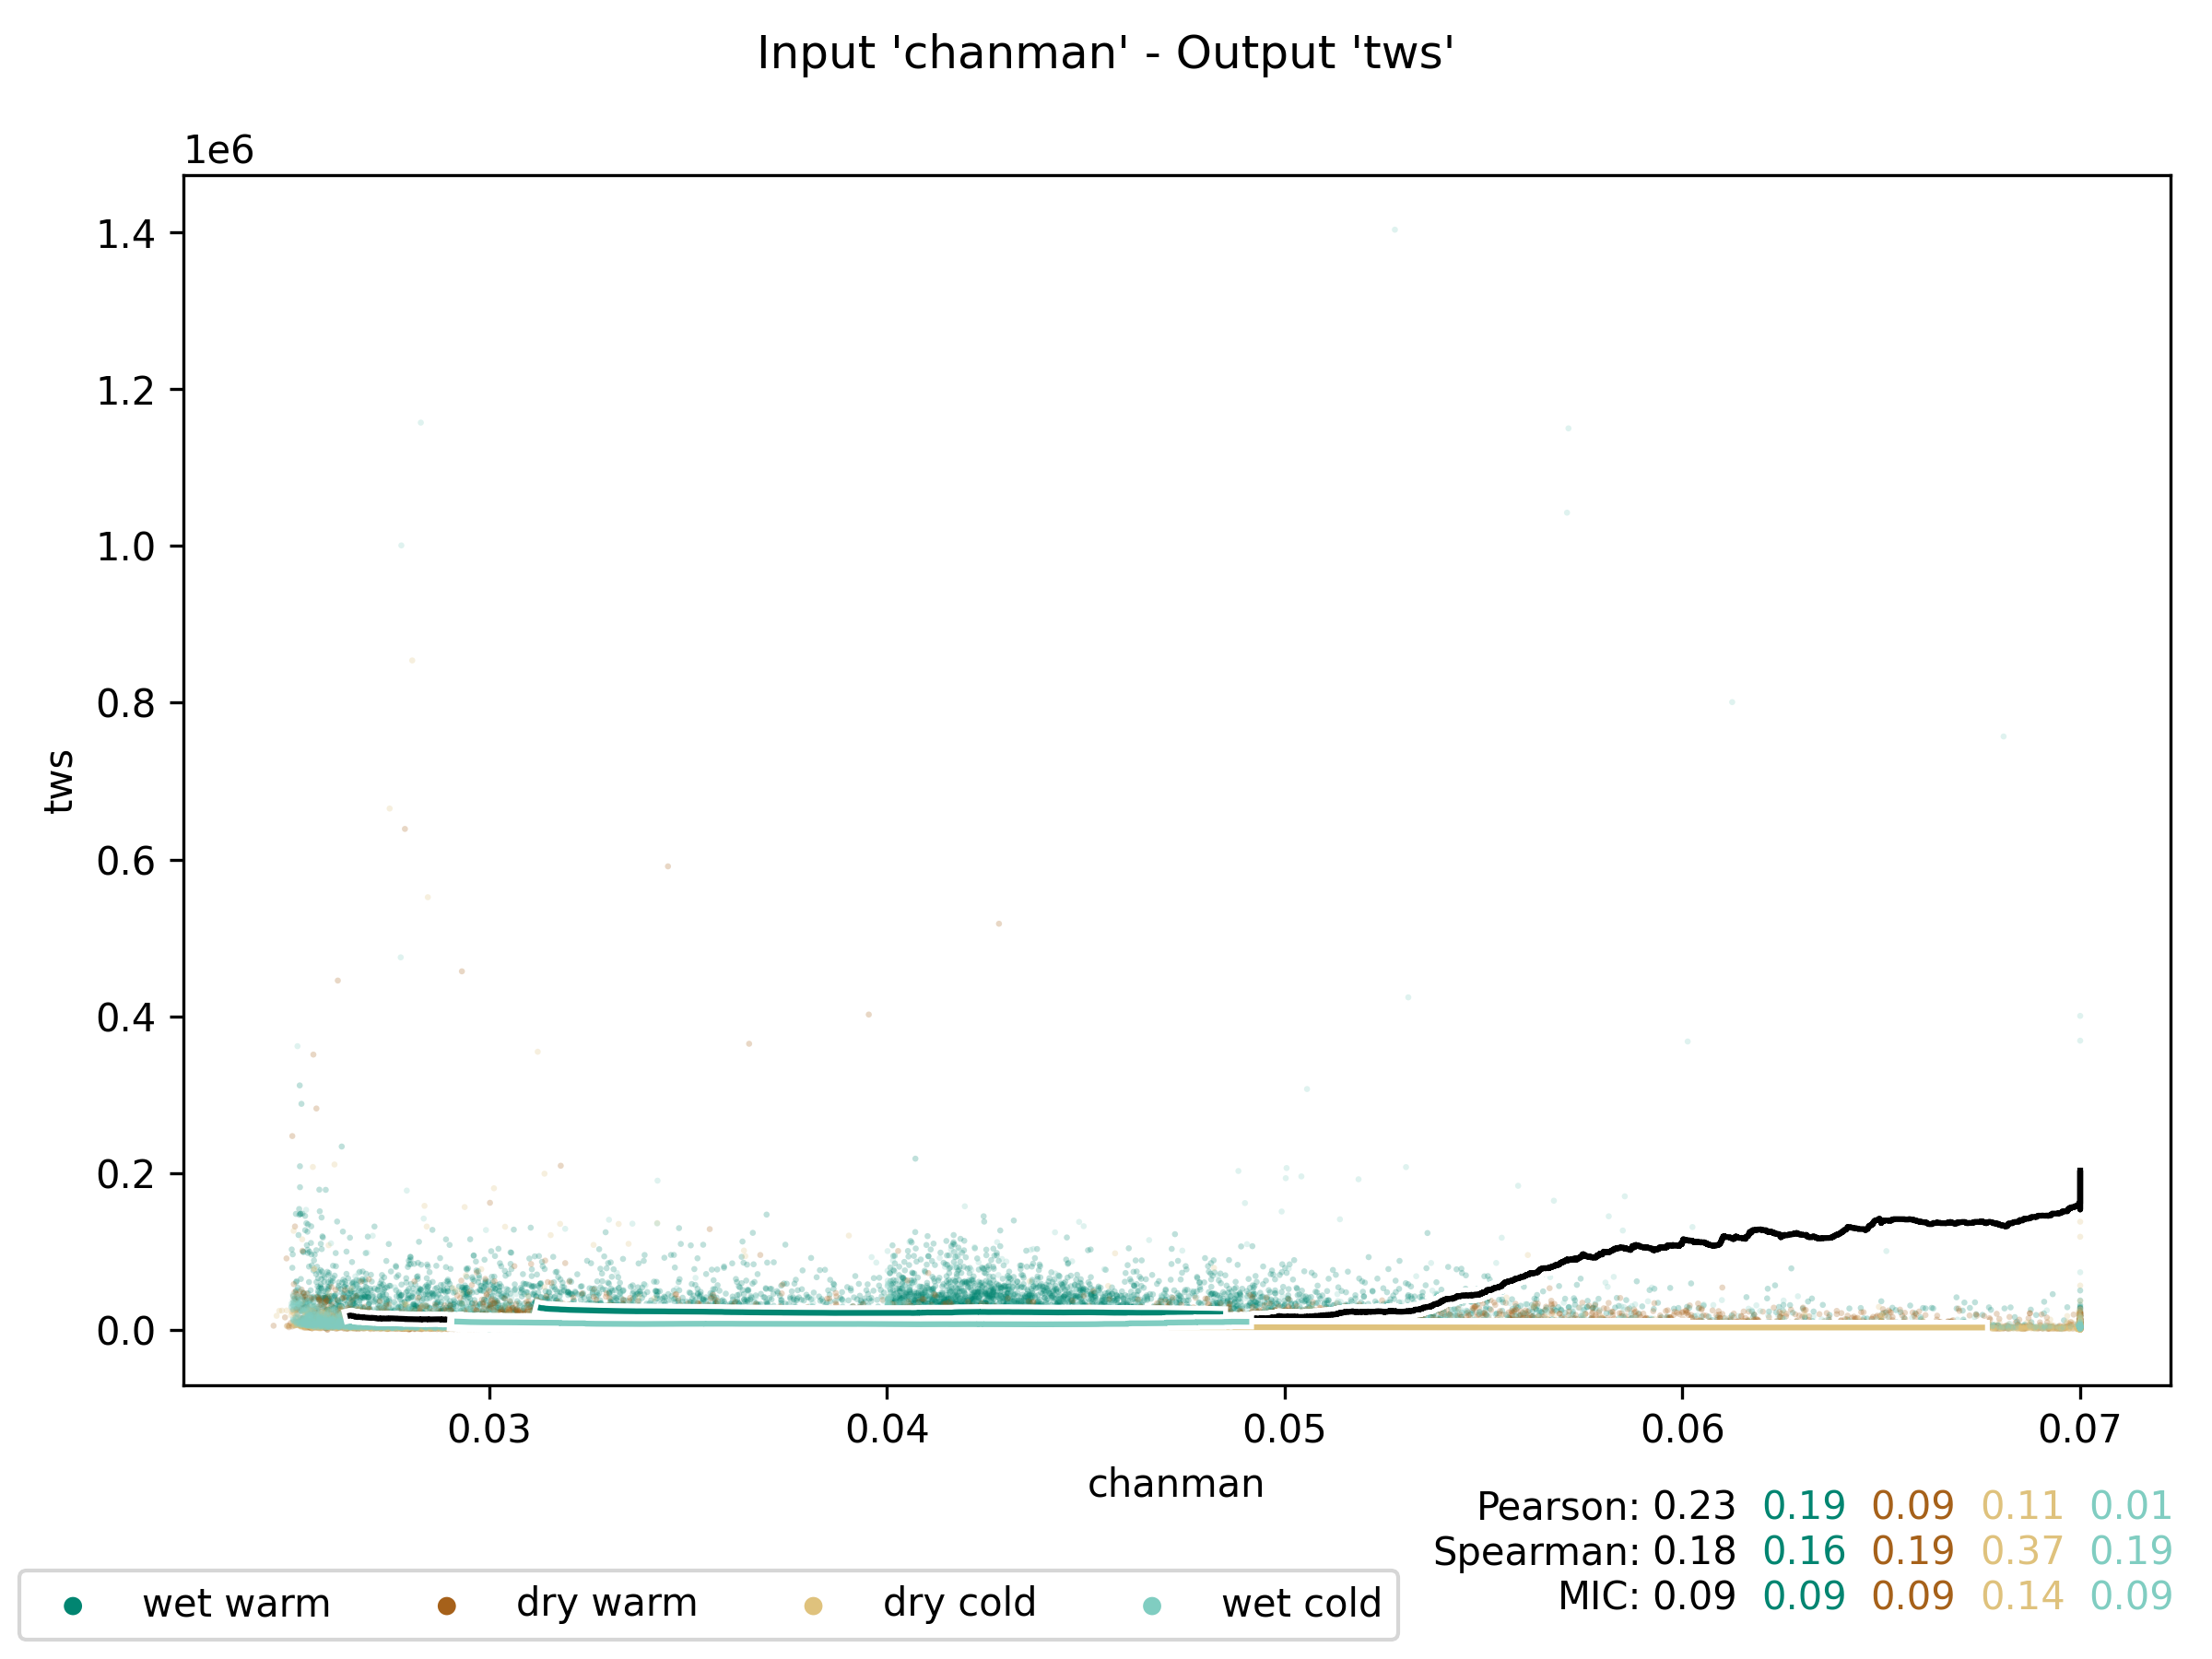 Input 'chanman' - Output 'tws'
1e6
1.4
1.2
1.0
0.8
0.6
0.4
0.2
0.0
tws
0.03 0.04 0.05 0.06 0.07
chanman
Pearson: 0.23 0.19 0.09 0.11 0.01
Spearman: 0.18 0.16 0.19 0.37 0.19
MIC: 0.09 0.09 0.09 0.14 0.09
wet warm dry warm dry cold wet cold